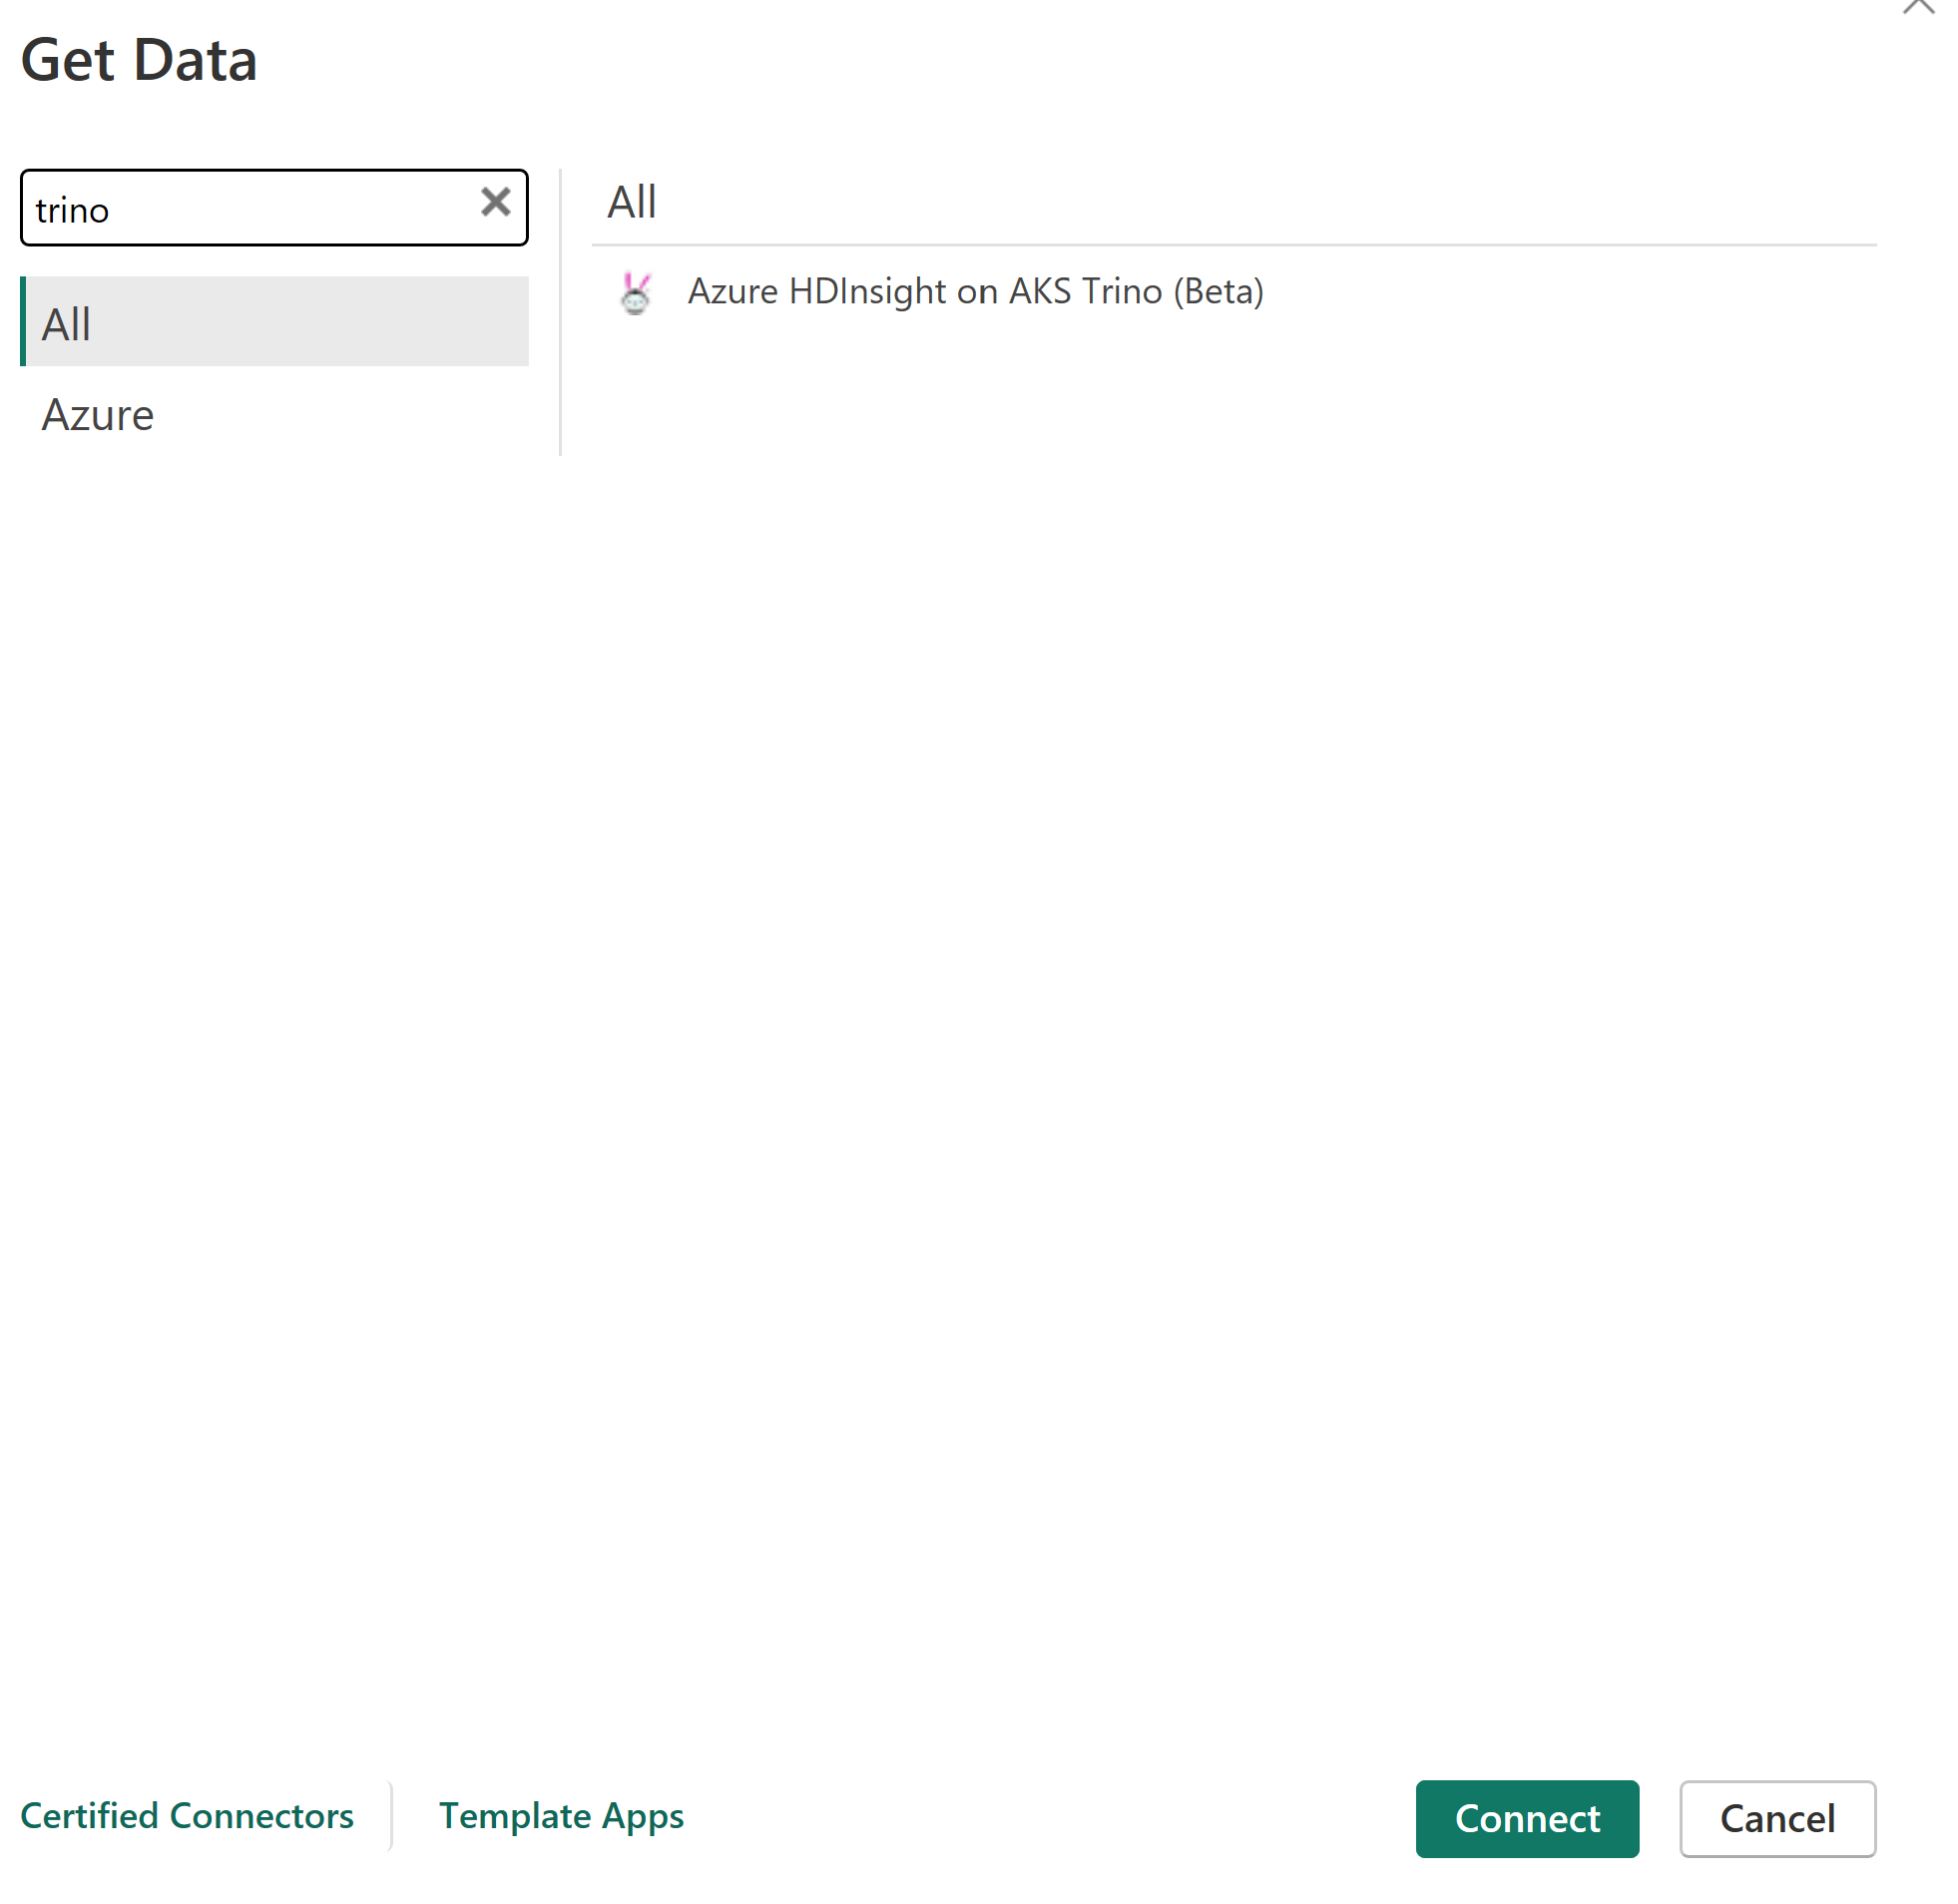 Get Data
trino
All
Azure
All
Azure HDInsight on AKS Trino (Beta)
Certified Connectors
Template Apps
Connect
Cancel